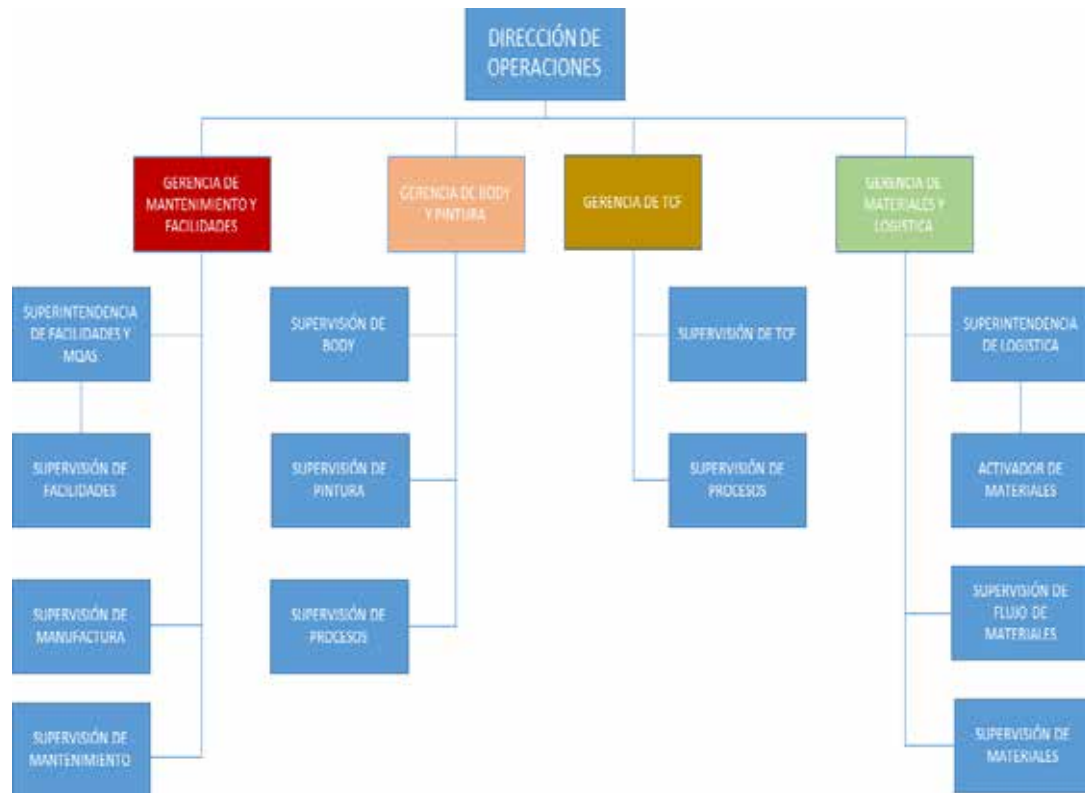 DIRECCIÓN DE
OPERACIONES
GERENCIA DE
MANTENIMIENTO Y
FACILIDADES
GERENCIA DE BODY
Y PINTURA
GERENCIA DE TCF
GERENCIA DE
MATERIALES Y
LOGISTICA
SUPERINTENDENCIA
DE FACILIDADES Y
MQAS
SUPERVISIÓN DE
BODY
SUPERVISIÓN DE TCF
SUPERINTENDENCIA
DE LOGISTICA
SUPERVISIÓN DE
FACILIDADES
SUPERVISIÓN DE
PINTURA
SUPERVISIÓN DE
PROCESOS
ACTIVADOR DE
MATERIALES
SUPERVISIÓN DE
MANUFACTURA
SUPERVISIÓN DE
PROCESOS
SUPERVISIÓN DE
FLUJO DE
MATERIALES
SUPERVISIÓN DE
MANTENIMIENTO
SUPERVISIÓN DE
MATERIALES